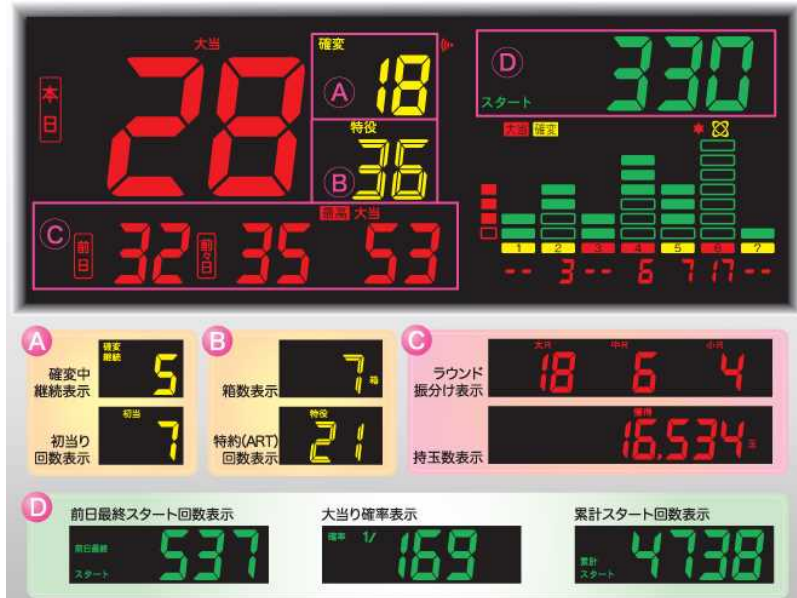 大当
28
本日
確変
A 18
特役
B 36
D スタート 330
大当 確変
1 2 3 4 5 6 ?
-- 3 -- 6 7 17 --
最高 大当
C 前日 32 前々日 35 53
A
確変中
継続表示
確変
継続
5
初当り
回数表示
初当
7
B
箱数表示
7 箱
特約(ART)
回数表示
特役
21
C
ラウンド
振分け表示
大R 中R 小R
18 6 4
持玉数表示
獲得
16,534 玉
D
前日最終スタート回数表示
前日最終
スタート
537
大当り確率表示
確率 1/ 169
累計スタート回数表示
累計
スタート
4738